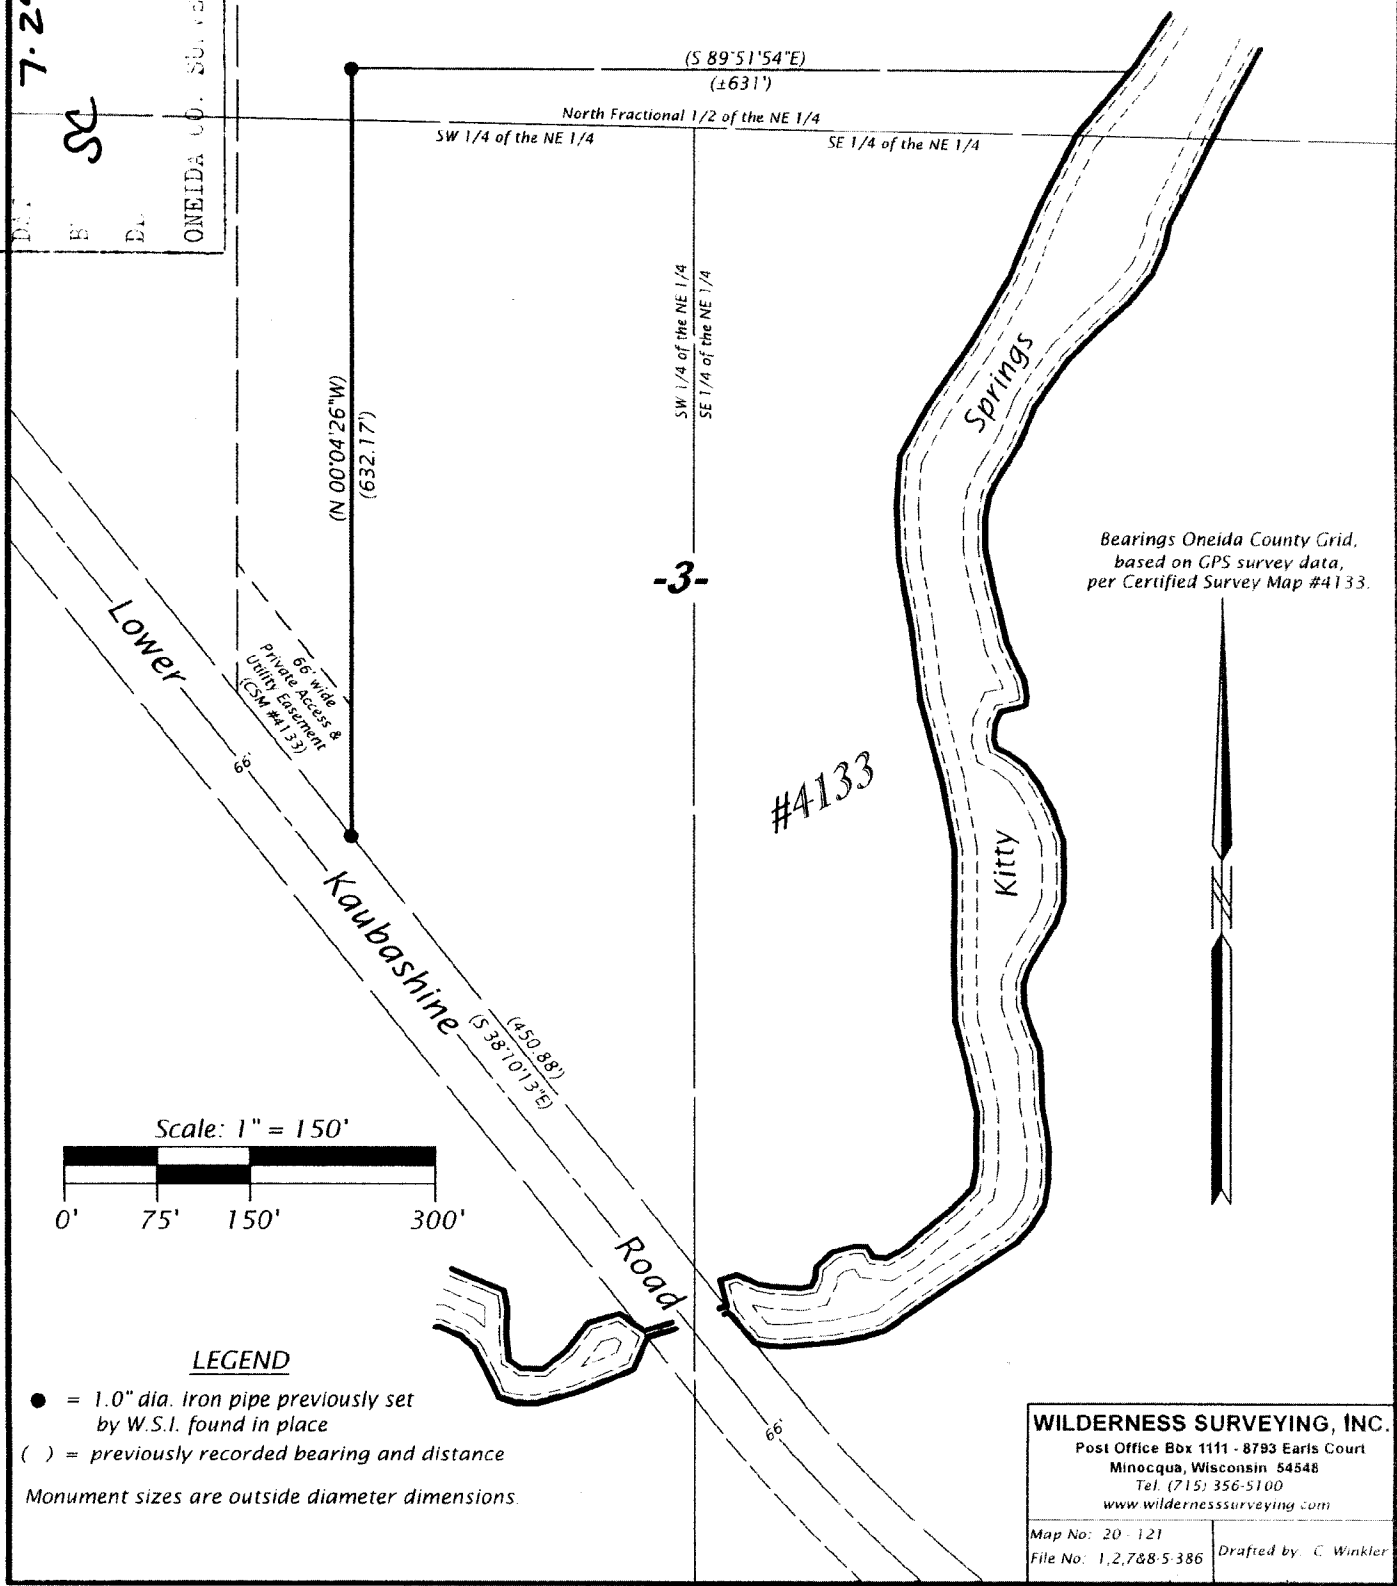 7.2
SC
ONEIDA CO.
(S 89°51'54"E)
(±631')
North Fractional 1/2 of the NE 1/4
SW 1/4 of the NE 1/4
SE 1/4 of the NE 1/4
SW 1/4 of the NE 1/4
SE 1/4 of the NE 1/4
(N 00°04'26"W)
(632.17')
Springs
-3-
Bearings Oneida County Grid,
based on GPS survey data,
per Certified Survey Map #4133.
Lower
66' wide
Private Access &
Utility Easement
(CSM #4133)
66'
#4133
Kitty
Kaubashine
(450.88')
(S 38°10'13"E)
Scale: 1" = 150'
0' 75' 150' 300'
Road
66'
LEGEND
● = 1.0" dia. iron pipe previously set
by W.S.I. found in place
( ) = previously recorded bearing and distance
Monument sizes are outside diameter dimensions.
WILDERNESS SURVEYING, INC.
Post Office Box 1111 - 8793 Earls Court
Minocqua, Wisconsin 54548
Tel. (715) 356-5100
www.wildernesssurveying.com
Map No: 20 - 121
File No: 1,2,7&8-5-386
Drafted by: C. Winkler